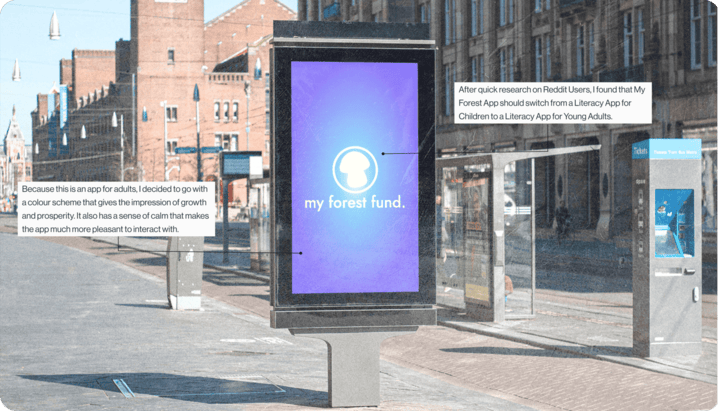 After quick research on Reddit Users, I found that My
Forest App should switch from a Literacy App for
Children to a Literacy App for Young Adults.
Because this is an app for adults, I decided to go with
a colour scheme that gives the impression of growth
and prosperity. It also has a sense of calm that makes
the app much more pleasant to interact with.
my forest fund.
Tickets